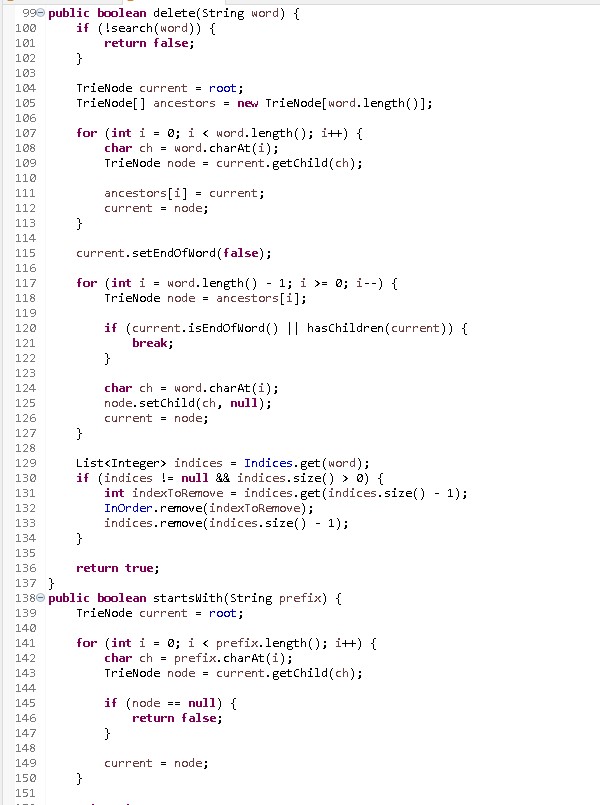 99 public boolean delete(String word) {
100     if (!search(word)) {
101         return false;
102     }
103
104     TrieNode current = root;
105     TrieNode[] ancestors = new TrieNode[word.length()];
106
107     for (int i = 0; i < word.length(); i++) {
108         char ch = word.charAt(i);
109         TrieNode node = current.getChild(ch);
110
111         ancestors[i] = current;
112         current = node;
113     }
114
115     current.setEndOfWord(false);
116
117     for (int i = word.length() - 1; i >= 0; i--) {
118         TrieNode node = ancestors[i];
119
120         if (current.isEndOfWord() || hasChildren(current)) {
121             break;
122         }
123
124         char ch = word.charAt(i);
125         node.setChild(ch, null);
126         current = node;
127     }
128
129     List<Integer> indices = Indices.get(word);
130     if (indices != null && indices.size() > 0) {
131         int indexToRemove = indices.get(indices.size() - 1);
132         InOrder.remove(indexToRemove);
133         indices.remove(indices.size() - 1);
134     }
135
136     return true;
137 }
138 public boolean startsWith(String prefix) {
139     TrieNode current = root;
140
141     for (int i = 0; i < prefix.length(); i++) {
142         char ch = prefix.charAt(i);
143         TrieNode node = current.getChild(ch);
144
145         if (node == null) {
146             return false;
147         }
148
149         current = node;
150     }
151